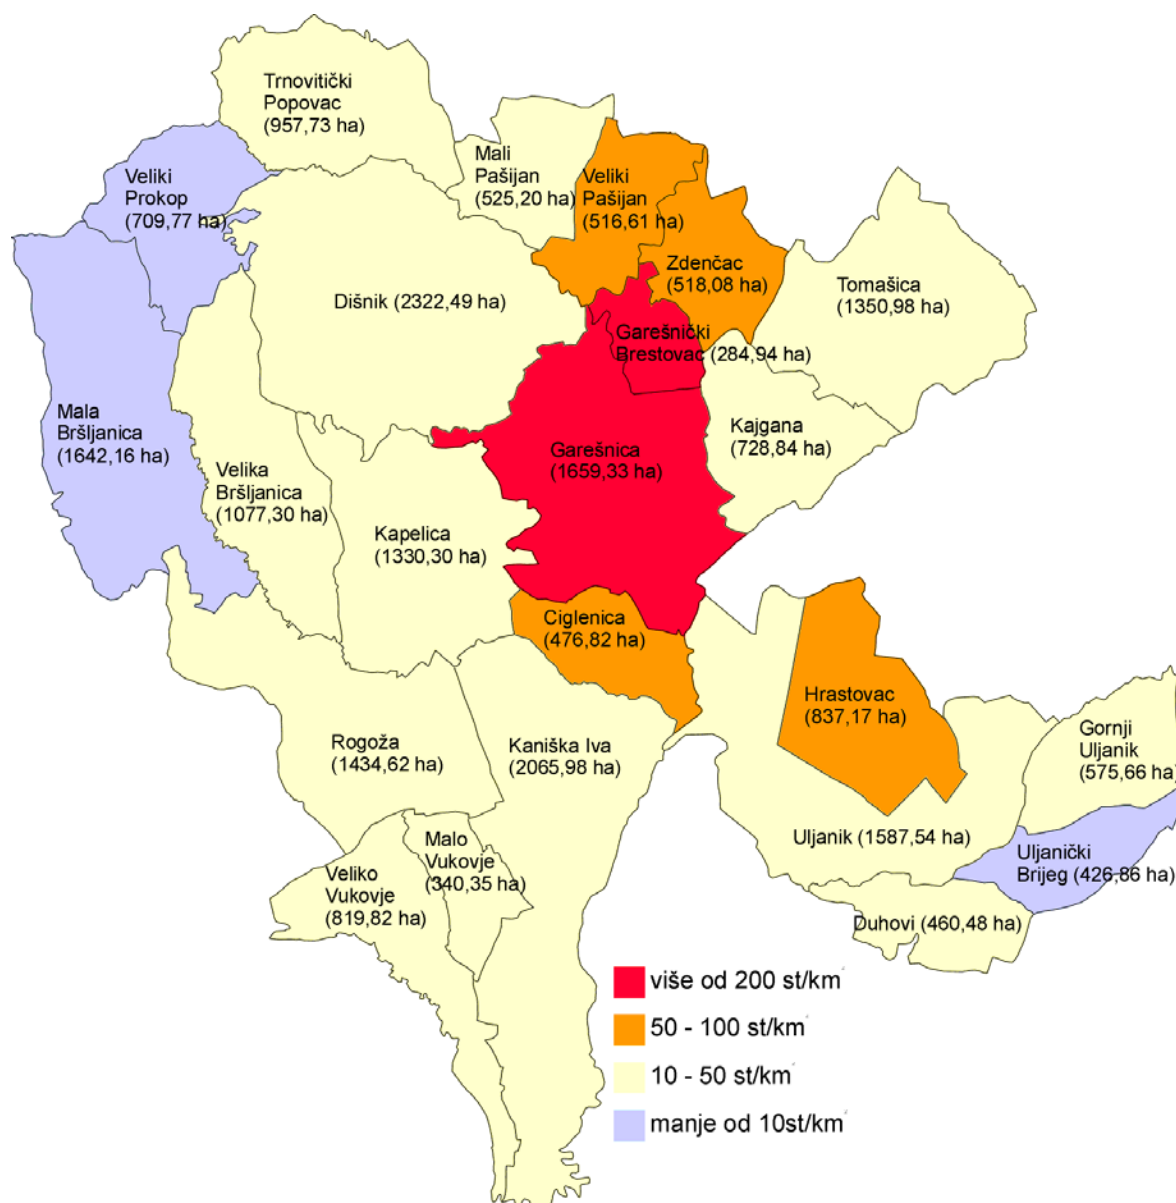 Trnovitički
Popovac
(957,73 ha)
Mali
Pašijan
(525,20 ha)
Veliki
Prokop
(709,77 ha)
Veliki
Pašijan
(516,61 ha)
Zdenčac
(518,08 ha)
Tomašica
(1350,98 ha)
Dišnik (2322,49 ha)
Garešnički
Brestovac (284,94 ha)
Mala
Bršljanica
(1642,16 ha)
Kajgana
(728,84 ha)
Garešnica
(1659,33 ha)
Velika
Bršljanica
(1077,30 ha)
Kapelica
(1330,30 ha)
Ciglenica
(476,82 ha)
Hrastovac
(837,17 ha)
Gornji
Uljanik
(575,66 ha)
Rogoža
(1434,62 ha)
Kaniška Iva
(2065,98 ha)
Malo
Vukovje
(340,35 ha)
Uljanik (1587,54 ha)
Uljanički
Brijeg (426,86 ha)
Veliko
Vukovje
(819,82 ha)
Duhovi (460,48 ha)
više od 200 st/km
50 - 100 st/km
10 - 50 st/km
manje od 10st/km